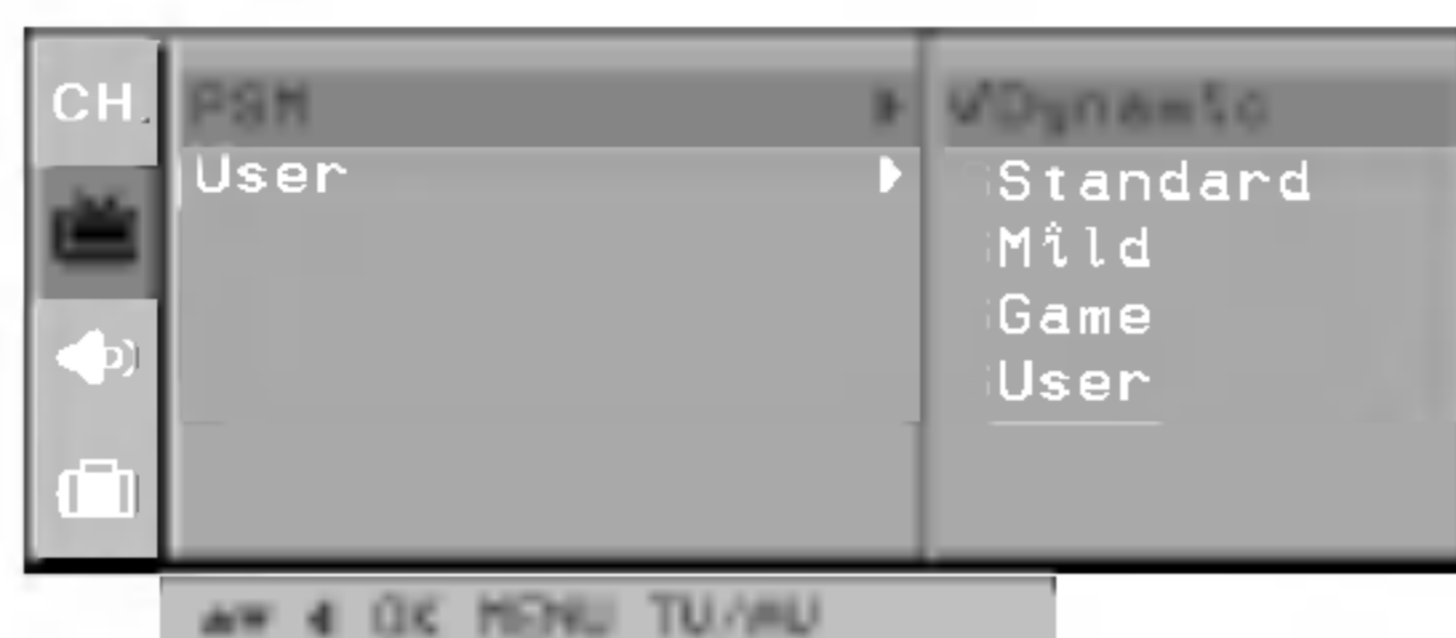 CH.
PSM
User
√Dynamic
Standard
Mild
Game
User
OK MENU TV/AV